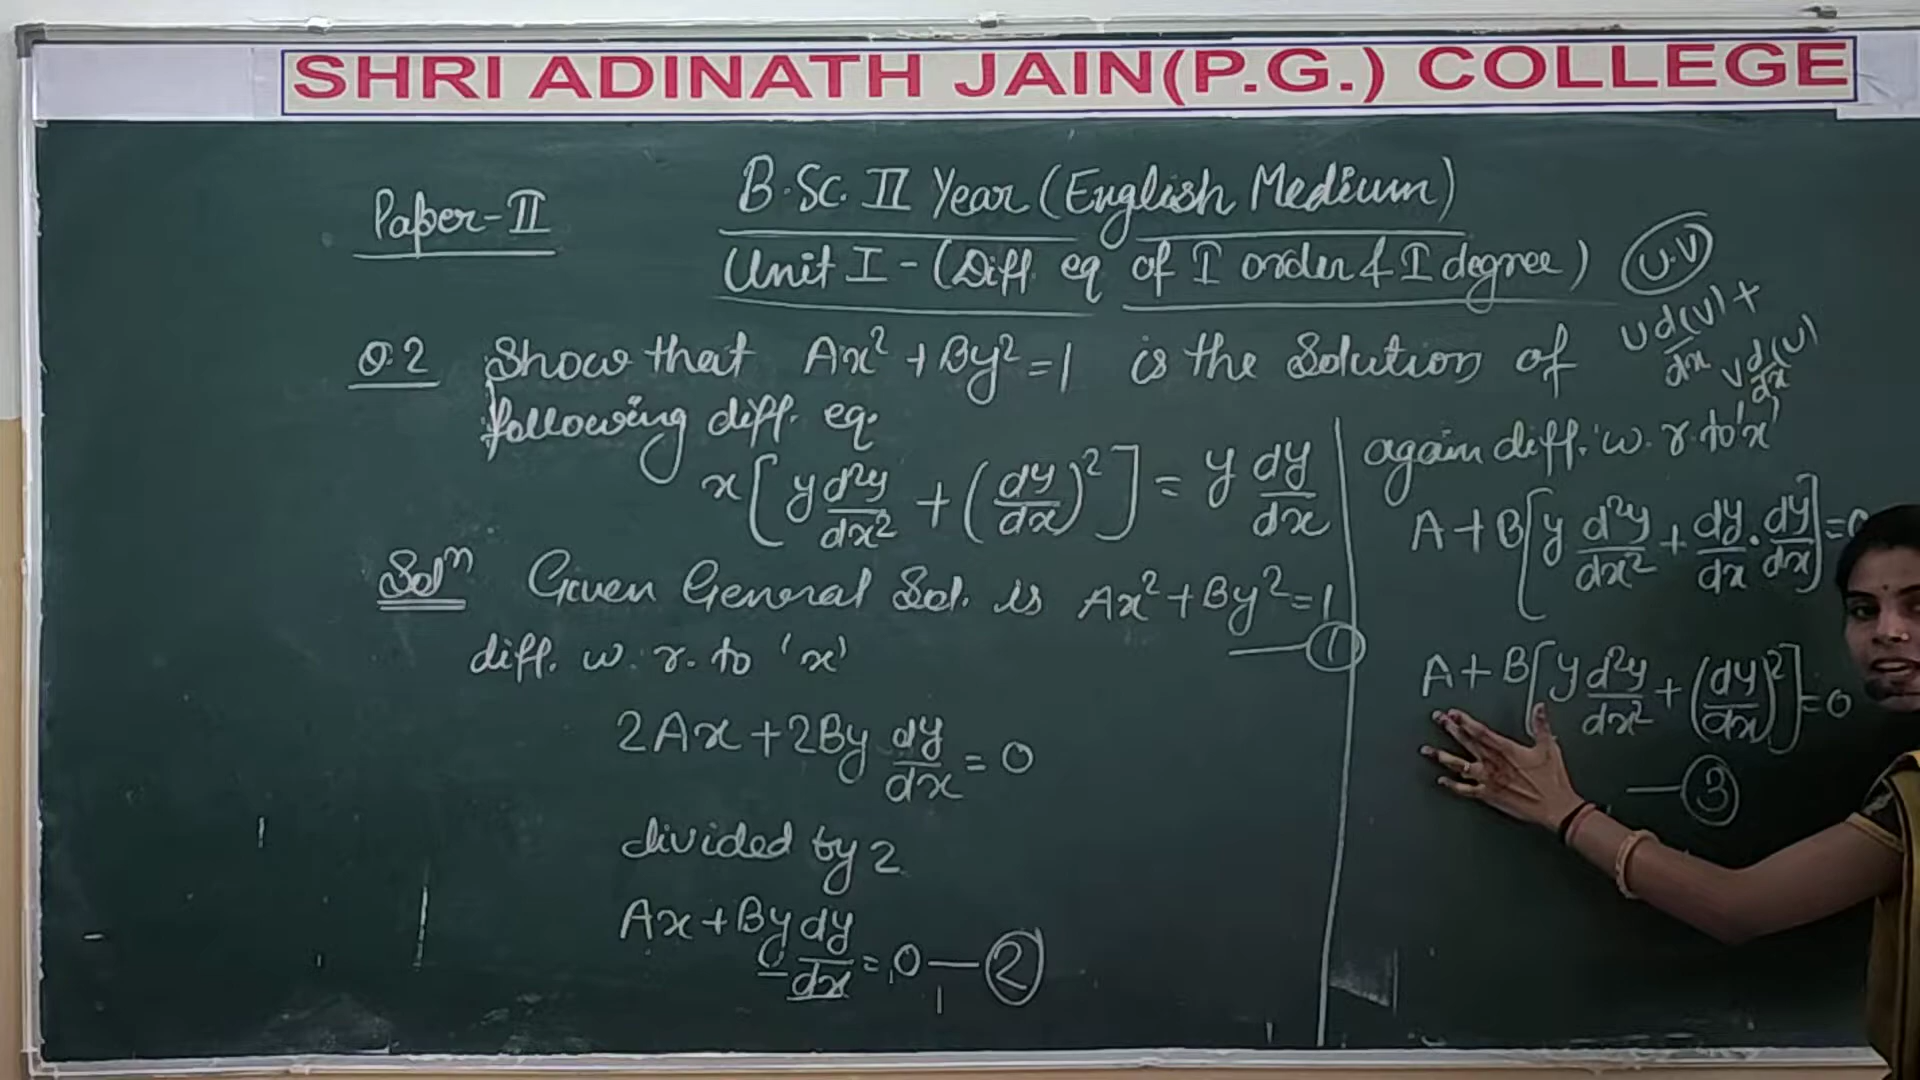 SHRI ADINATH JAIN(P.G.) COLLEGE
Paper-II
B.Sc. II Year (English Medium)
Unit I - (Diff eq of I order & I degree)
Q.2 Show that Ax² + By² = 1 is the Solution of
following diff. eq.
x[y d²y/dx² + (dy/dx)²] = y dy/dx
Solⁿ Given General Sol. is Ax² + By² = 1
— ①
diff. w. r. to 'x'
2Ax + 2By dy/dx = 0
divided by 2
Ax + By dy/dx = 0 — ②
U.V
U d(V)/dx +
V d(U)/dx
again diff. w. r. to 'x'
A + B[y d²y/dx² + dy/dx . dy/dx] = 0
A + B[y d²y/dx² + (dy/dx)²] = 0
— ③